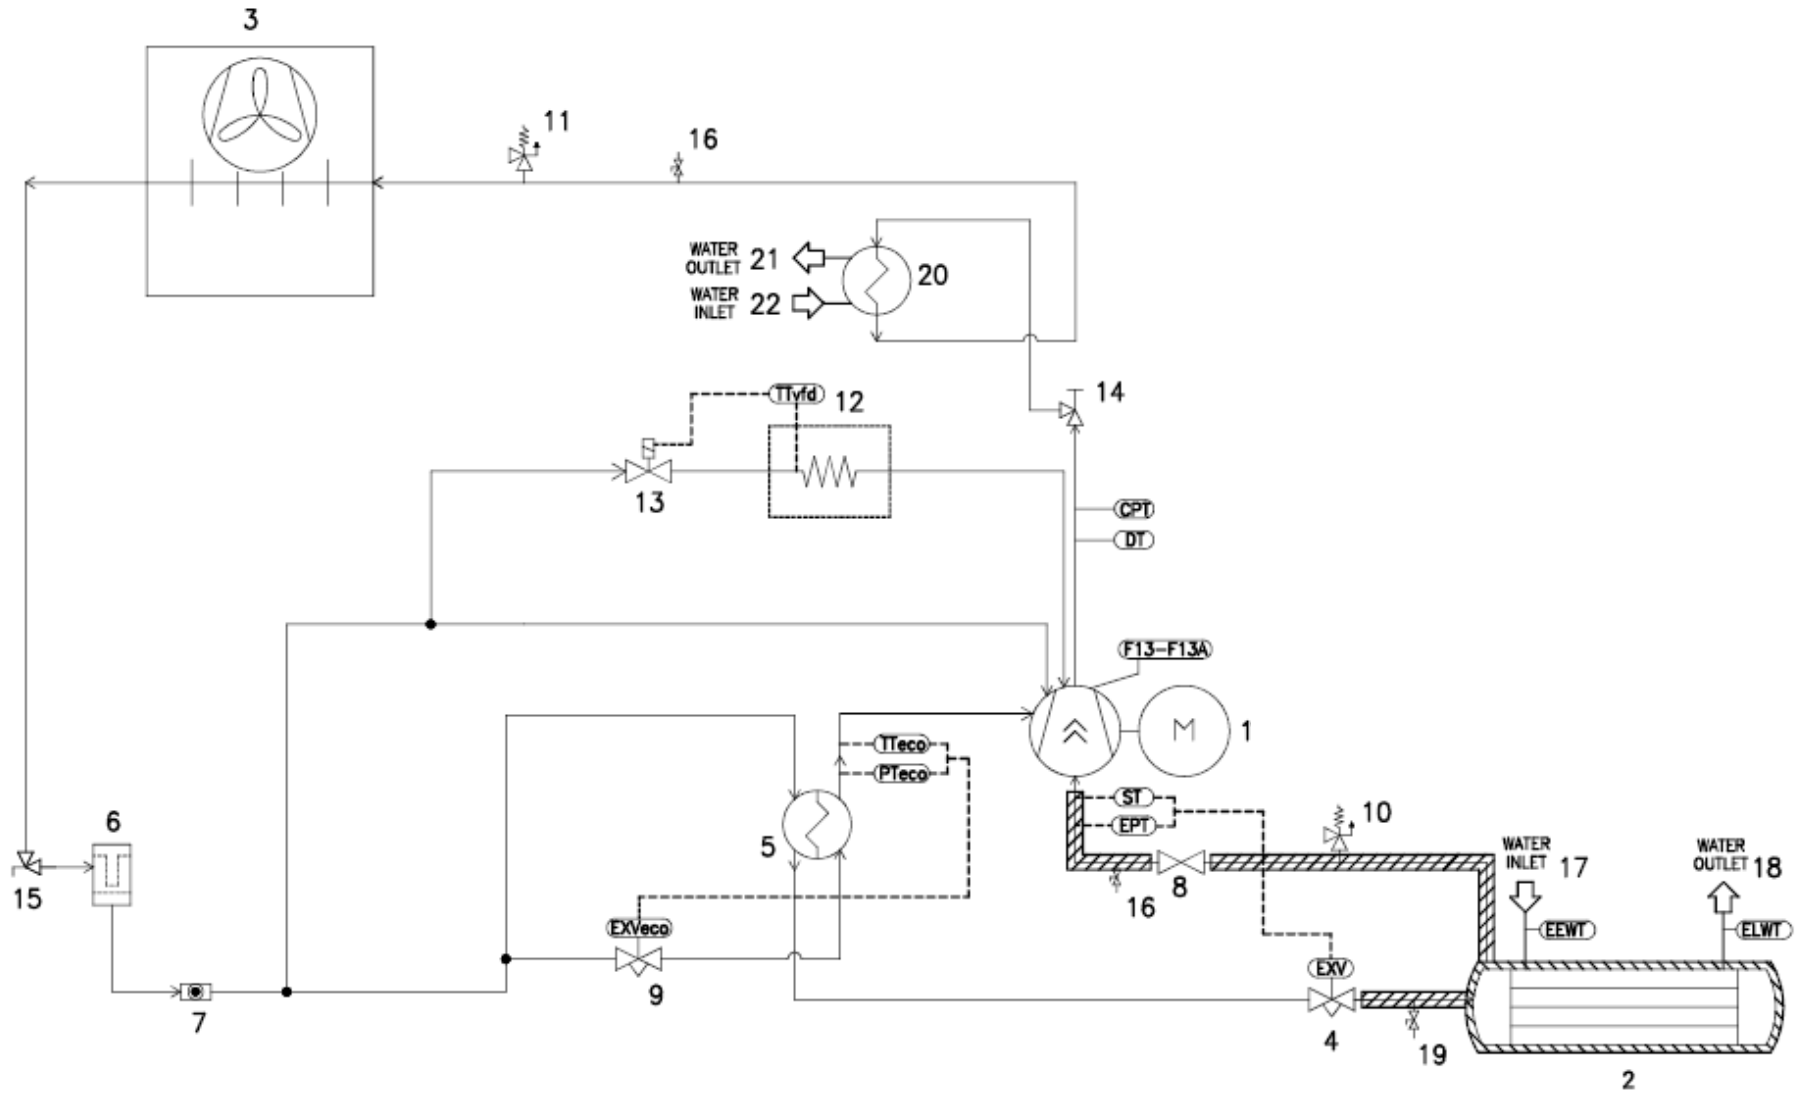 3
11
16
WATER
OUTLET 21
20
WATER
INLET 22
TTvfd
12
14
13
CPT
DT
F13-F13A
M
1
TTeco
PTeco
ST
EPT
10
5
6
15
16
8
WATER
INLET 17
WATER
OUTLET 18
EEWT
ELWT
EXVeco
9
EXV
7
4
19
2